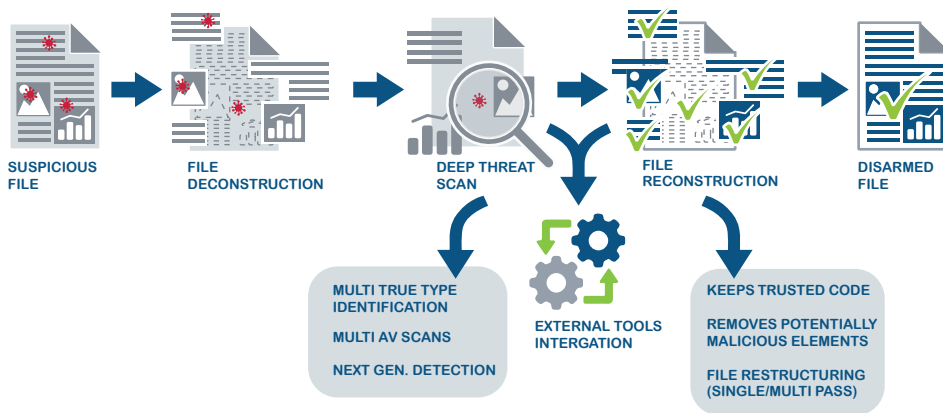 SUSPICIOUS
FILE
FILE
DECONSTRUCTION
DEEP THREAT
SCAN
FILE
RECONSTRUCTION
DISARMED
FILE
MULTI TRUE TYPE
IDENTIFICATION
MULTI AV SCANS
NEXT GEN. DETECTION
EXTERNAL TOOLS
INTERGATION
KEEPS TRUSTED CODE
REMOVES POTENTIALLY
MALICIOUS ELEMENTS
FILE RESTRUCTURING
(SINGLE/MULTI PASS)